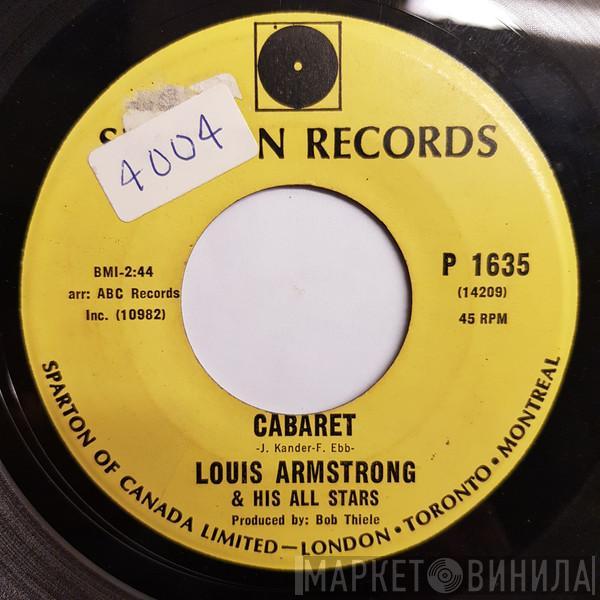 4004
RECORDS
BMI-2:44
arr: ABC Records
Inc. (10982)
P 1635
(14209)
45 RPM
CABARET
-J. Kander-F. Ebb-
LOUIS ARMSTRONG
& HIS ALL STARS
Produced by: Bob Thiele
SPARTON OF CANADA LIMITED—LONDON•TORONTO•MONTREAL
МАРКЕТ ВИНИЛА